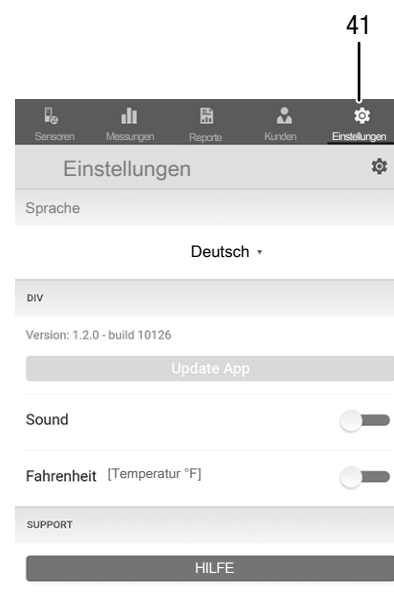 41
Sensoren Messungen Reporte Kunden Einstellungen
Einstellungen
Sprache
Deutsch
DIV
Version: 1.2.0 - build 10126
Update App
Sound
Fahrenheit [Temperatur °F]
SUPPORT
HILFE